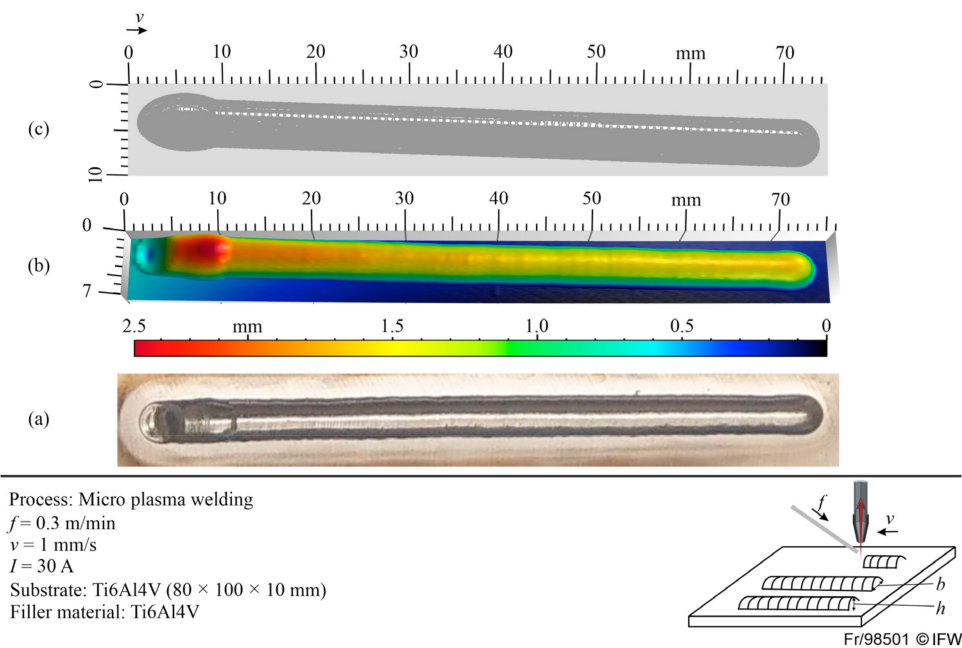 v
0 10 20 30 40 50 mm 70
0
(c)
10
0 10 20 30 40 50 mm 70
0
(b)
7
2.5 mm 1.5 1.0 0.5 0
(a)
Process: Micro plasma welding
f = 0.3 m/min
v = 1 mm/s
I = 30 A
Substrate: Ti6Al4V (80 × 100 × 10 mm)
Filler material: Ti6Al4V
f
v
b
h
Fr/98501 © IFW